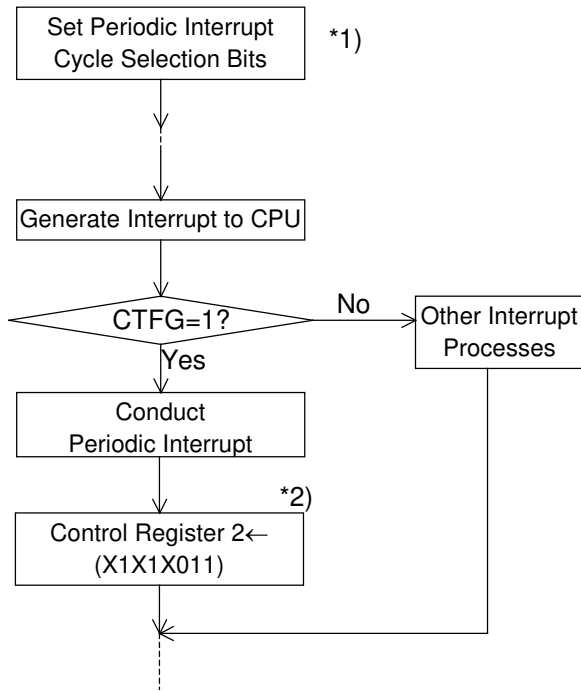 Set Periodic Interrupt
Cycle Selection Bits
*1)
Generate Interrupt to CPU
CTFG=1?
No
Other Interrupt
Processes
Yes
Conduct
Periodic Interrupt
*2)
Control Register 2←
(X1X1X011)